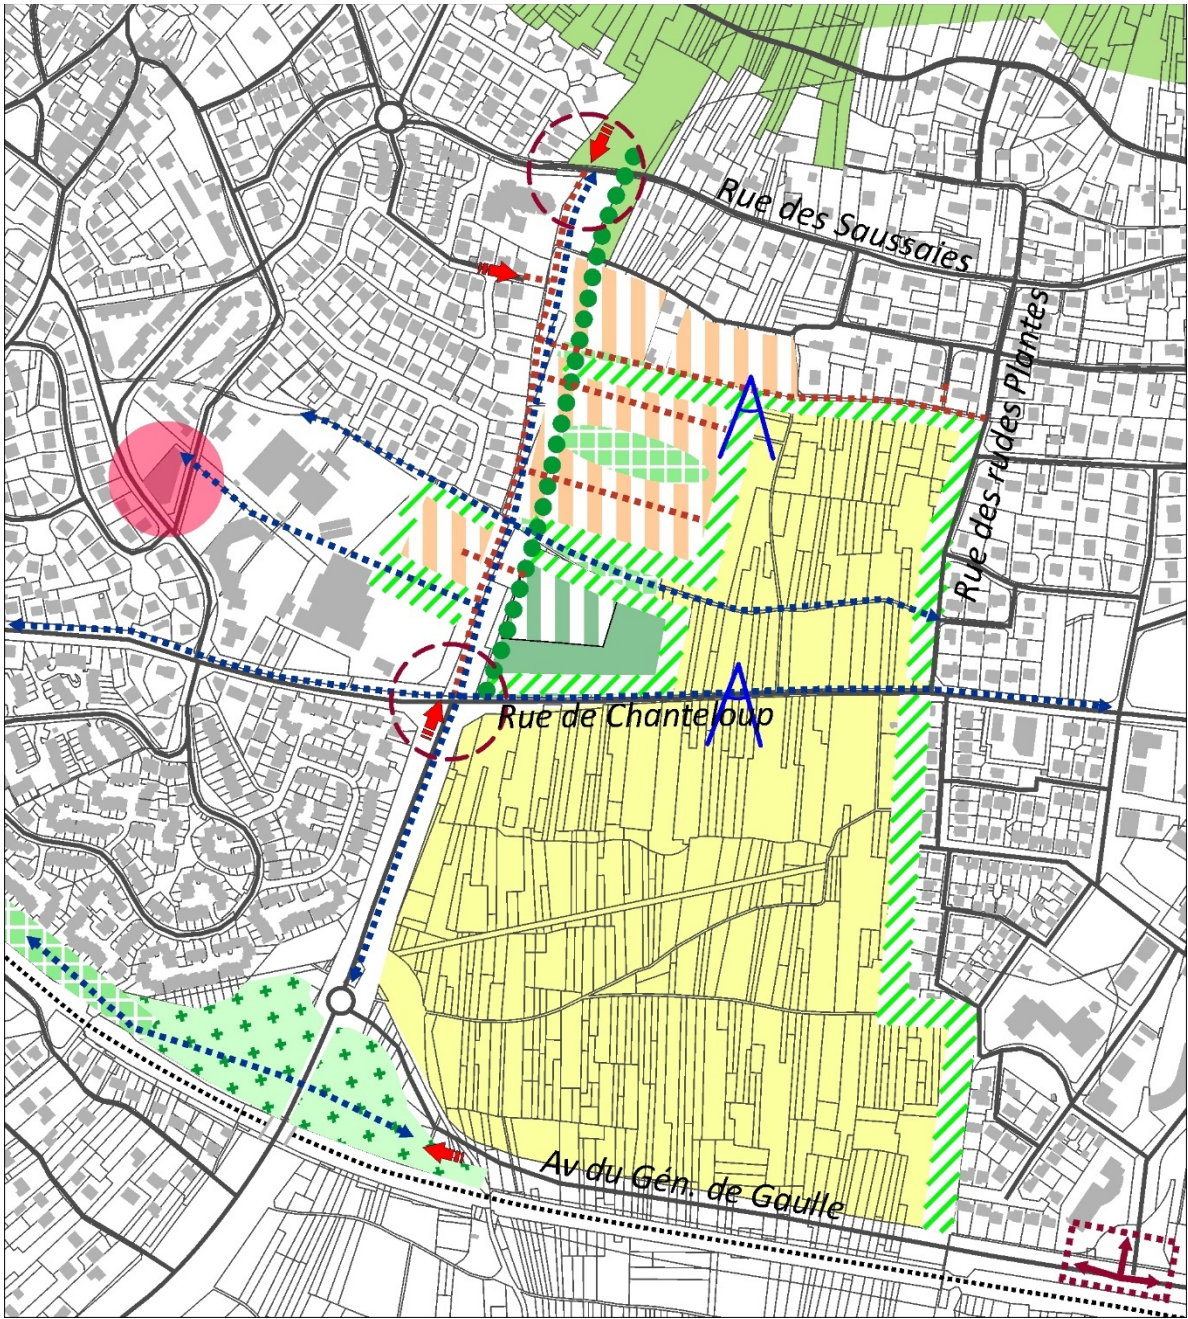 Rue des Saussaies
Rue des rudes Plantes
Rue de Chanteloup
Av du Gén. de Gaulle